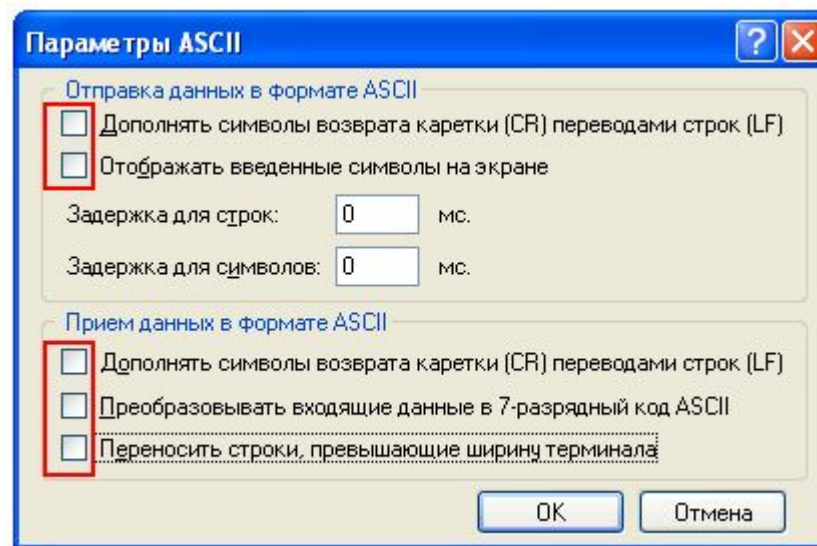 Параметры ASCII
Отправка данных в формате ASCII
Дополнять символы возврата каретки (CR) переводами строк (LF)
Отображать введенные символы на экране
Задержка для строк: 0 мс.
Задержка для символов: 0 мс.
Прием данных в формате ASCII
Дополнять символы возврата каретки (CR) переводами строк (LF)
Преобразовывать входящие данные в 7-разрядный код ASCII
Переносить строки, превышающие ширину терминала
OK Отмена